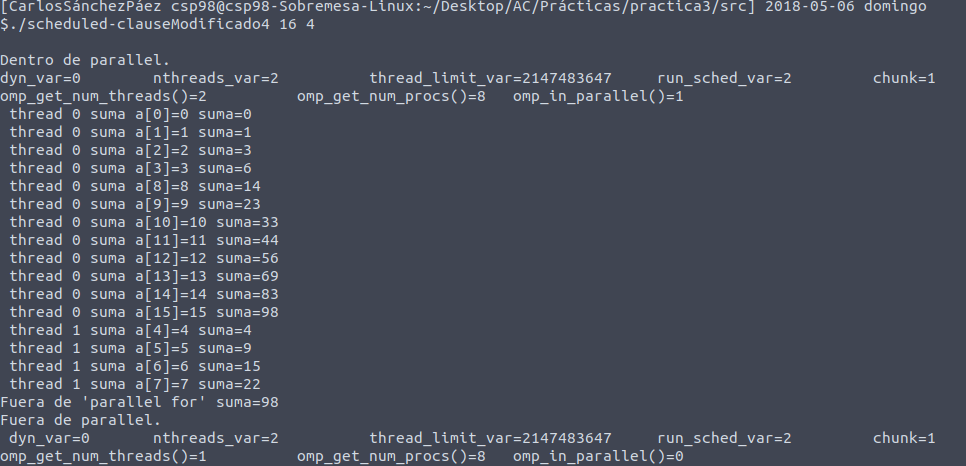 [CarlosSánchezPáez csp98@csp98-Sobremesa-Linux:~/Desktop/AC/Prácticas/practica3/src] 2018-05-06 domingo
$./scheduled-clauseModificado4 16 4
Dentro de parallel.
dyn_var=0 nthreads_var=2 thread_limit_var=2147483647 run_sched_var=2 chunk=1
omp_get_num_threads()=2 omp_get_num_procs()=8 omp_in_parallel()=1
thread 0 suma a[0]=0 suma=0
thread 0 suma a[1]=1 suma=1
thread 0 suma a[2]=2 suma=3
thread 0 suma a[3]=3 suma=6
thread 0 suma a[8]=8 suma=14
thread 0 suma a[9]=9 suma=23
thread 0 suma a[10]=10 suma=33
thread 0 suma a[11]=11 suma=44
thread 0 suma a[12]=12 suma=56
thread 0 suma a[13]=13 suma=69
thread 0 suma a[14]=14 suma=83
thread 0 suma a[15]=15 suma=98
thread 1 suma a[4]=4 suma=4
thread 1 suma a[5]=5 suma=9
thread 1 suma a[6]=6 suma=15
thread 1 suma a[7]=7 suma=22
Fuera de 'parallel for' suma=98
Fuera de parallel.
dyn_var=0 nthreads_var=2 thread_limit_var=2147483647 run_sched_var=2 chunk=1
omp_get_num_threads()=1 omp_get_num_procs()=8 omp_in_parallel()=0